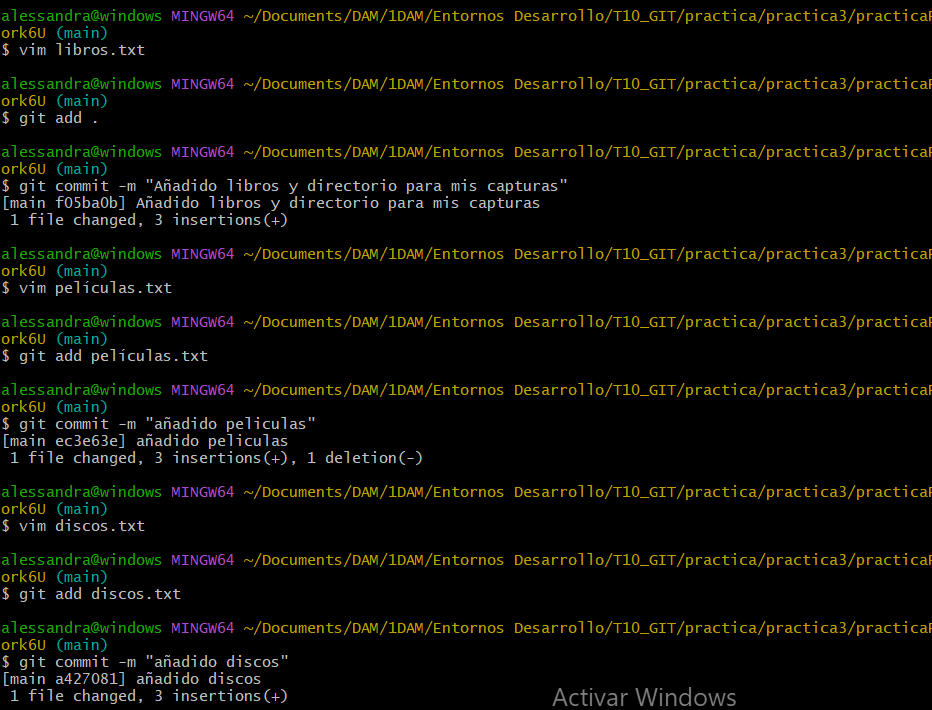 alessandra@windows MINGW64 ~/Documents/DAM/1DAM/Entornos Desarrollo/T10_GIT/practica/practica3/practicaF
ork6U (main)
$ vim libros.txt
alessandra@windows MINGW64 ~/Documents/DAM/1DAM/Entornos Desarrollo/T10_GIT/practica/practica3/practicaF
ork6U (main)
$ git add .
alessandra@windows MINGW64 ~/Documents/DAM/1DAM/Entornos Desarrollo/T10_GIT/practica/practica3/practicaF
ork6U (main)
$ git commit -m "Añadido libros y directorio para mis capturas"
[main f05ba0b] Añadido libros y directorio para mis capturas
 1 file changed, 3 insertions(+)
alessandra@windows MINGW64 ~/Documents/DAM/1DAM/Entornos Desarrollo/T10_GIT/practica/practica3/practicaF
ork6U (main)
$ vim películas.txt
alessandra@windows MINGW64 ~/Documents/DAM/1DAM/Entornos Desarrollo/T10_GIT/practica/practica3/practicaF
ork6U (main)
$ git add películas.txt
alessandra@windows MINGW64 ~/Documents/DAM/1DAM/Entornos Desarrollo/T10_GIT/practica/practica3/practicaF
ork6U (main)
$ git commit -m "añadido peliculas"
[main ec3e63e] añadido peliculas
 1 file changed, 3 insertions(+), 1 deletion(-)
alessandra@windows MINGW64 ~/Documents/DAM/1DAM/Entornos Desarrollo/T10_GIT/practica/practica3/practicaF
ork6U (main)
$ vim discos.txt
alessandra@windows MINGW64 ~/Documents/DAM/1DAM/Entornos Desarrollo/T10_GIT/practica/practica3/practicaF
ork6U (main)
$ git add discos.txt
alessandra@windows MINGW64 ~/Documents/DAM/1DAM/Entornos Desarrollo/T10_GIT/practica/practica3/practicaF
ork6U (main)
$ git commit -m "añadido discos"
[main a427081] añadido discos
 1 file changed, 3 insertions(+)
Activar Windows